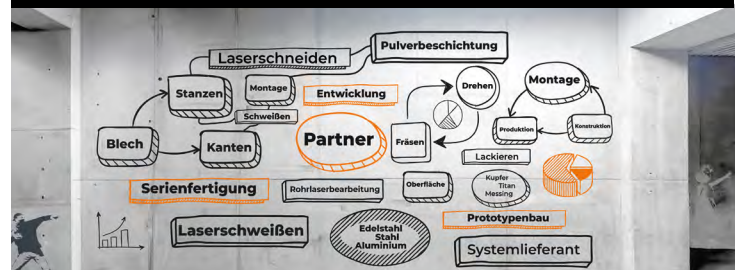 Laserschneiden
Pulverbeschichtung
Stanzen
Montage
Entwicklung
Drehen
Montage
Schweißen
Partner
Produktion
Konstruktion
Blech
Kanten
Fräsen
Lackieren
Serienfertigung
Rohrlaserbearbeitung
Oberfläche
Kupfer
Titan
Messing
Prototypenbau
Laserschweißen
Edelstahl
Stahl
Aluminium
Systemlieferant